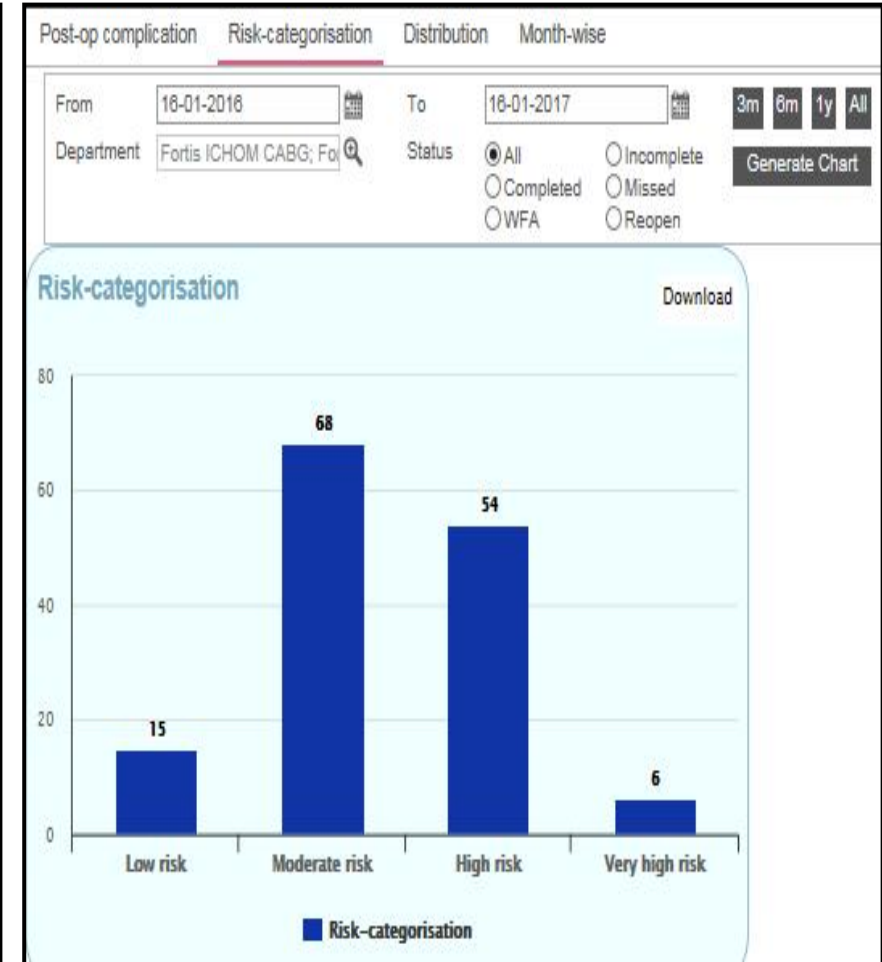 Post-op complication Risk-categorisation Distribution Month-wise
From 16-01-2016 To 16-01-2017 3m 6m 1y All
Department Fortis ICHOM CABG; For Status All Incomplete Generate Chart
Completed Missed
WFA Reopen
Risk-categorisation Download
80
68
60
54
40
20
15
6
0
Low risk Moderate risk High risk Very high risk
Risk-categorisation